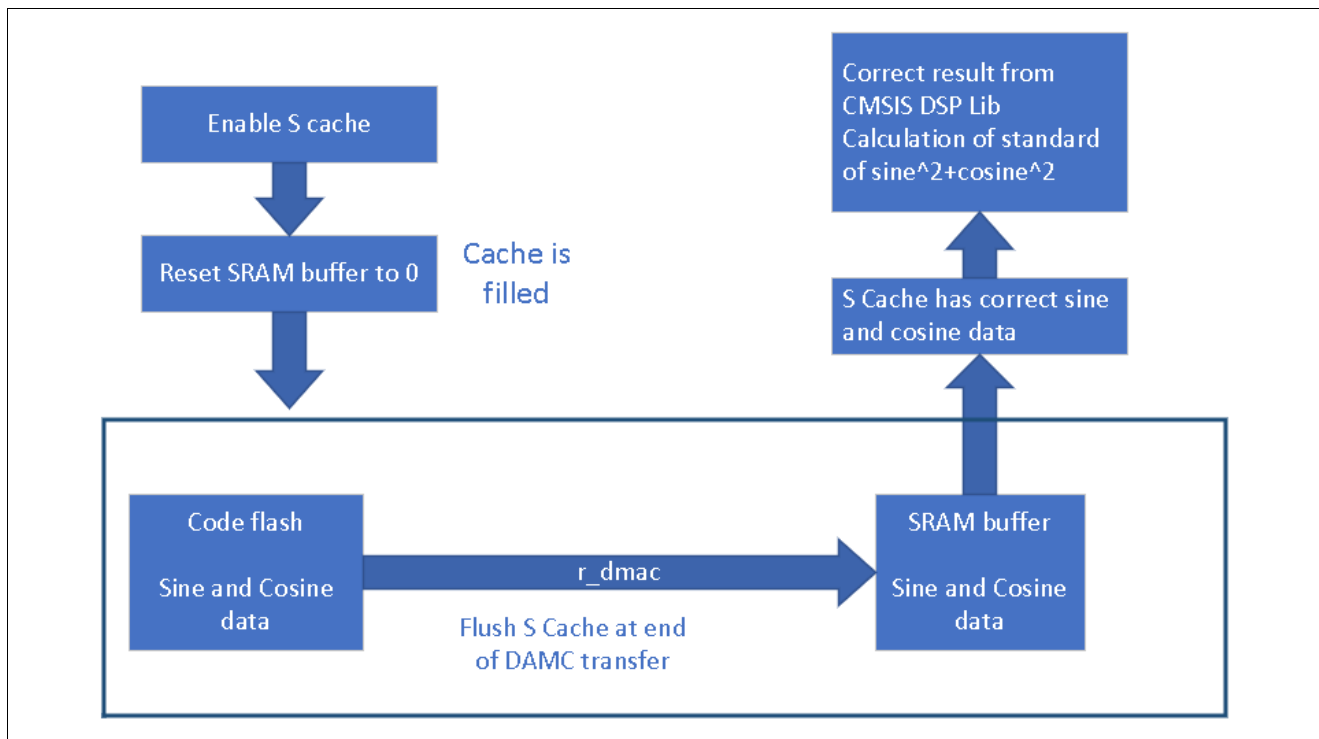 Enable S cache
Reset SRAM buffer to 0
Cache is
filled
Code flash
Sine and Cosine
data
r_dmac
Flush S Cache at end
of DAMC transfer
SRAM buffer
Sine and Cosine
data
S Cache has correct sine
and cosine data
Correct result from
CMSIS DSP Lib
Calculation of standard
of sine^2+cosine^2